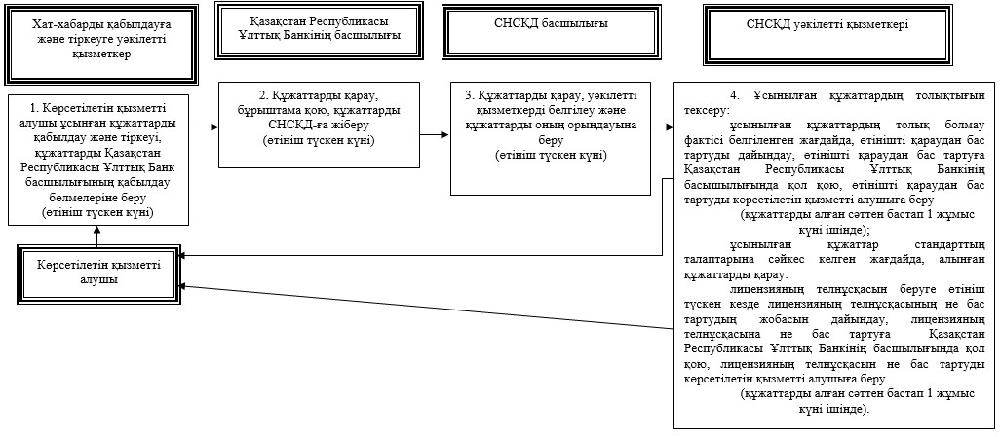 Хат-хабарды қабылдауға
және тіркеуге уәкілетті
қызметкер
Қазақстан Республикасы
Ұлттық Банкінің басшылығы
СНСҚД басшылығы
СНСҚД уәкілетті қызметкері
1. Көрсетілетін қызметті
алушы ұсынған құжаттарды
қабылдау және тіркеуі,
құжаттарды Қазақстан
Республикасы Ұлттық Банк
басшылығының қабылдау
бөлмелеріне беру
(өтініш түскен күні)
2. Құжаттарды қарау,
бұрыштама қою, құжаттарды
СНСҚД-ға жіберу
(өтініш түскен күні)
3. Құжаттарды қарау, уәкілетті
қызметкерді белгілеу және
құжаттарды оның орындауына
беру
(өтініш түскен күні)
4. Ұсынылған құжаттардың толықтығын
тексеру:
ұсынылған құжаттардың толық болмау
фактісі белгіленген жағдайда, өтінішті қараудан бас
тартуды дайындау, өтінішті қараудан бас тартуға
Қазақстан Республикасы Ұлттық Банкінің
басышылығында қол қою, өтінішті қараудан бас
тартуды көрсетілетін қызметті алушыға беру
(құжаттарды алған сәттен бастап 1 жұмыс
күні ішінде);
ұсынылған құжаттар стандарттың
талаптарына сәйкес келген жағдайда, алынған
құжаттарды қарау:
лицензияның телнұсқасын беруге өтініш
түскен кезде лицензияның телнұсқасының не бас
тартудың жобасын дайындау, лицензияның
телнұсқасына не бас тартуға Қазақстан
Республикасы Ұлттық Банкінің басшылығында қол
қою, лицензияның телнұсқасын не бас тартуды
көрсетілетін қызметті алушыға беру
(құжаттарды алған сәттен бастап 1 жұмыс
күні ішінде).
Көрсетілетін қызметті
алушы